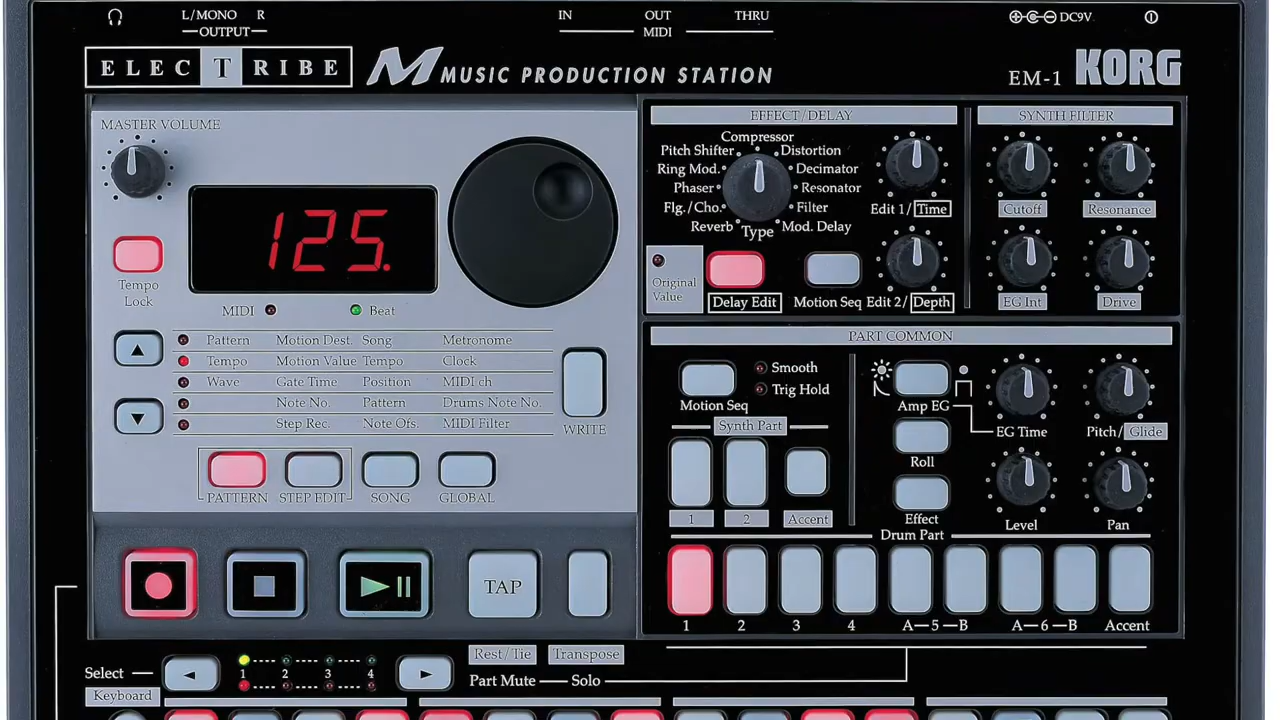 L/MONO R
OUTPUT
IN OUT THRU
MIDI
DC9V
ELECTRIBE M MUSIC PRODUCTION STATION
EM-1 KORG
MASTER VOLUME
125.
Tempo
Lock
MIDI Beat
Pattern Motion Dest. Song Metronome
Tempo Motion Value Tempo Clock
Wave Gate Time Position MIDI ch
Note No. Pattern Drums Note No.
Step Rec. Note Ofs. MIDI Filter
WRITE
PATTERN STEP EDIT SONG GLOBAL
TAP
EFFECT/DELAY
Compressor
Pitch Shifter Distortion
Ring Mod. Decimator
Phaser Resonator
Flg./Cho. Filter
Reverb Type Mod. Delay
Edit 1/Time
Original
Value
Delay Edit Motion Seq Edit 2/Depth
SYNTH FILTER
Cutoff Resonance
EG Int Drive
PART COMMON
Smooth
Trig Hold
Motion Seq
Synth Part
1 2 Accent
Amp EG
EG Time Pitch/Glide
Roll
Effect Level Pan
Drum Part
1 2 3 4 A—5—B A—6—B Accent
Select 1 2 3 4
Rest/Tie Transpose
Part Mute — Solo
Keyboard